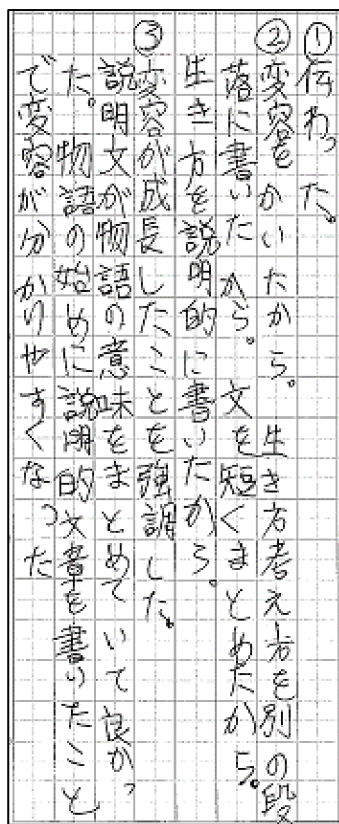 ①伝わった。
②変容をかいたから。生き方考え方を別の段
落に書いたから。文を短くまとめたから。
生き方を説明的に書いたから。
③変容が成長したことを強調した。
説明文が物語の意味をまとめていて良かっ
た。物語の始めに説明的文章を書いたこと
で変容が分かりやすくなった